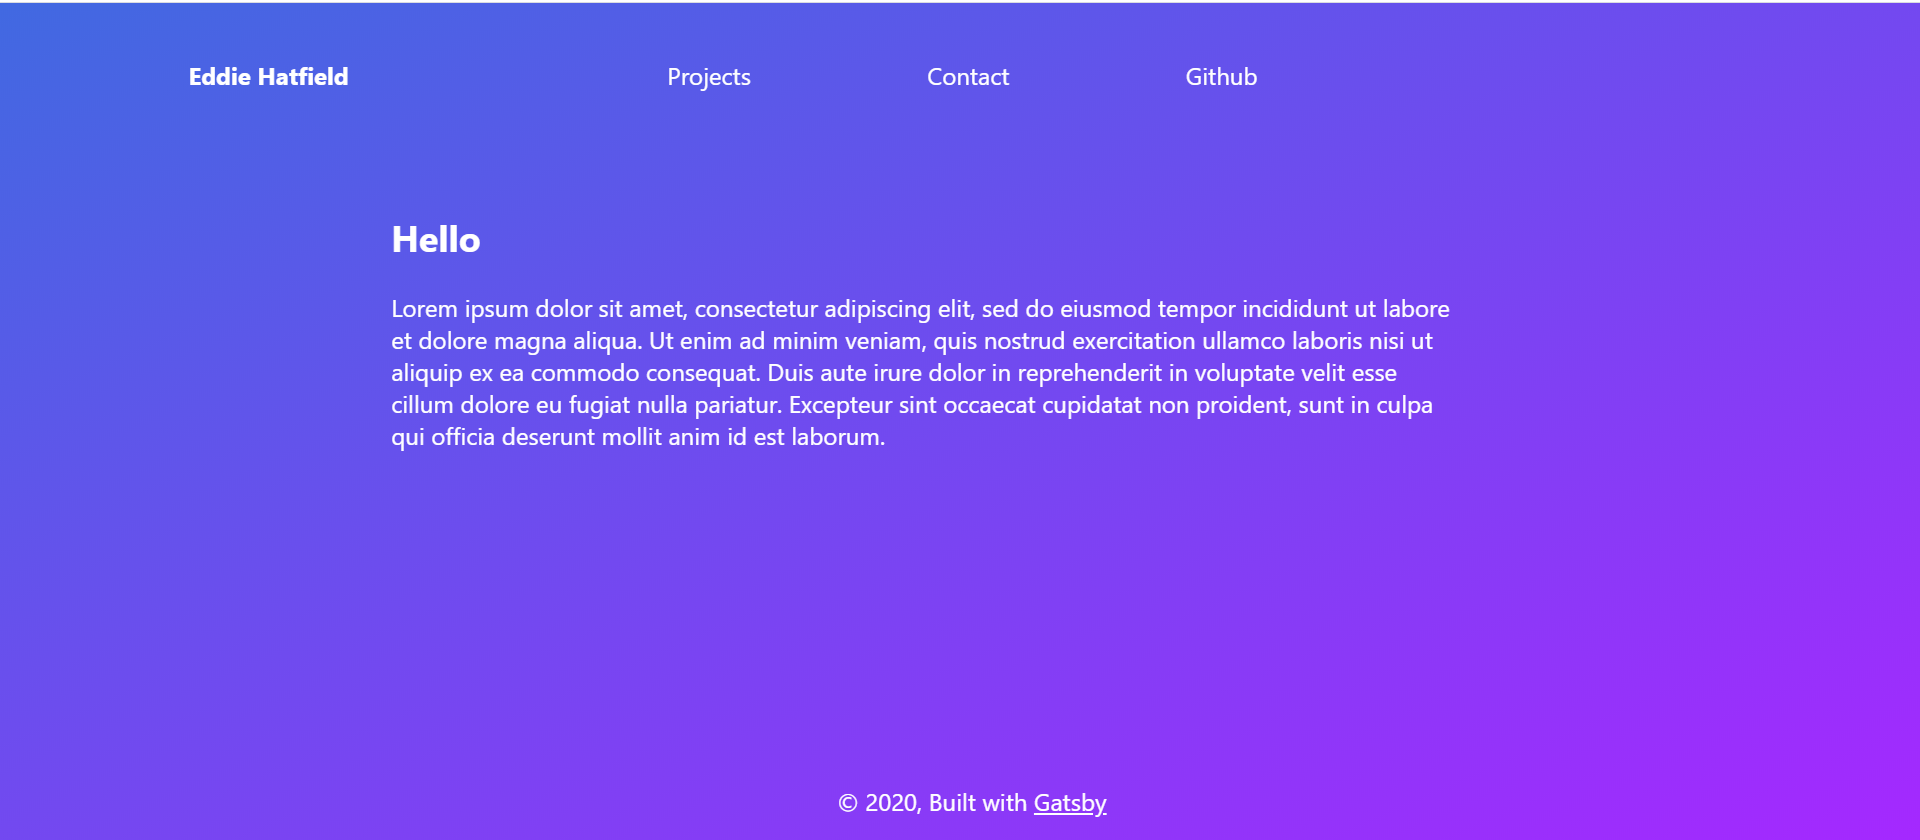 Eddie Hatfield Projects Contact Github
Hello
Lorem ipsum dolor sit amet, consectetur adipiscing elit, sed do eiusmod tempor incididunt ut labore
et dolore magna aliqua. Ut enim ad minim veniam, quis nostrud exercitation ullamco laboris nisi ut
aliquip ex ea commodo consequat. Duis aute irure dolor in reprehenderit in voluptate velit esse
cillum dolore eu fugiat nulla pariatur. Excepteur sint occaecat cupidatat non proident, sunt in culpa
qui officia deserunt mollit anim id est laborum.
© 2020, Built with Gatsby